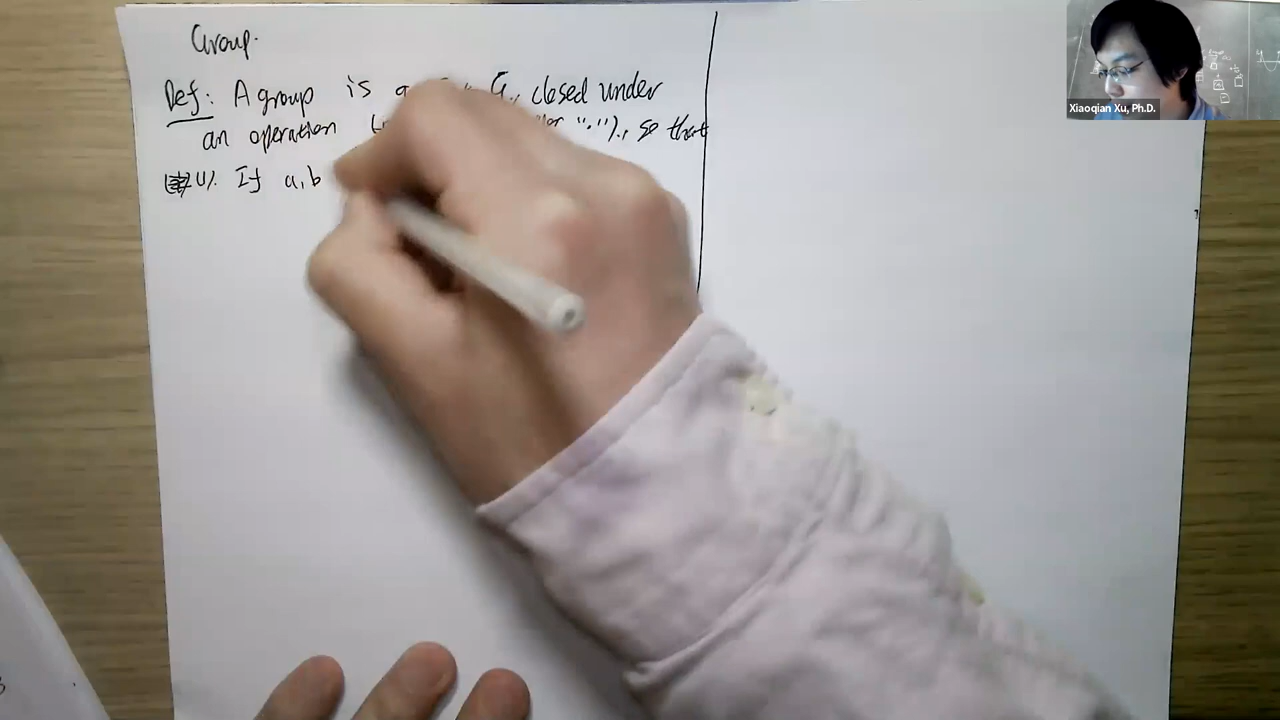 Group.
Def: A group is a G, closed under
an operation "·"), so that
(1). If a, b
Xiaoqian Xu, Ph.D.